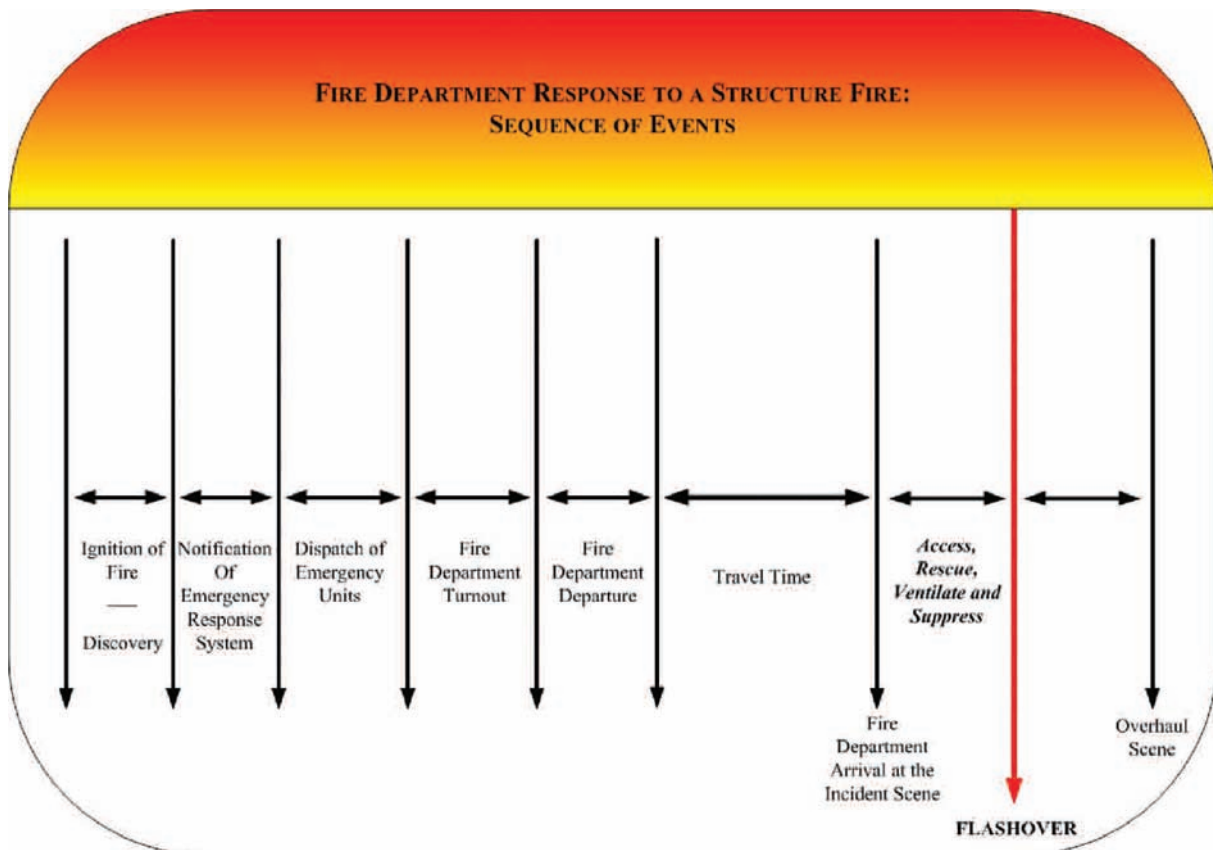 FIRE DEPARTMENT RESPONSE TO A STRUCTURE FIRE:
SEQUENCE OF EVENTS
Ignition of
Fire
—
Discovery
Notification
Of
Emergency
Response
System
Dispatch of
Emergency
Units
Fire
Department
Turnout
Fire
Department
Departure
Travel Time
Access,
Rescue,
Ventilate and
Suppress
Fire
Department
Arrival at the
Incident Scene
FLASHOVER
Overhaul
Scene